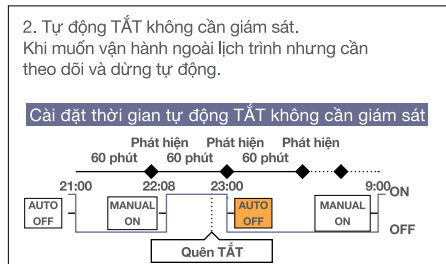 2. Tự động TẮT không cần giám sát.
Khi muốn vận hành ngoài lịch trình nhưng cần
theo dõi và dừng tự động.
Cài đặt thời gian tự động TẮT không cần giám sát
Phát hiện Phát hiện Phát hiện
60 phút 60 phút 60 phút
21:00 22:08 23:00 9:00
ON
AUTO OFF
MANUAL ON
AUTO OFF
MANUAL ON
OFF
Quên TẮT